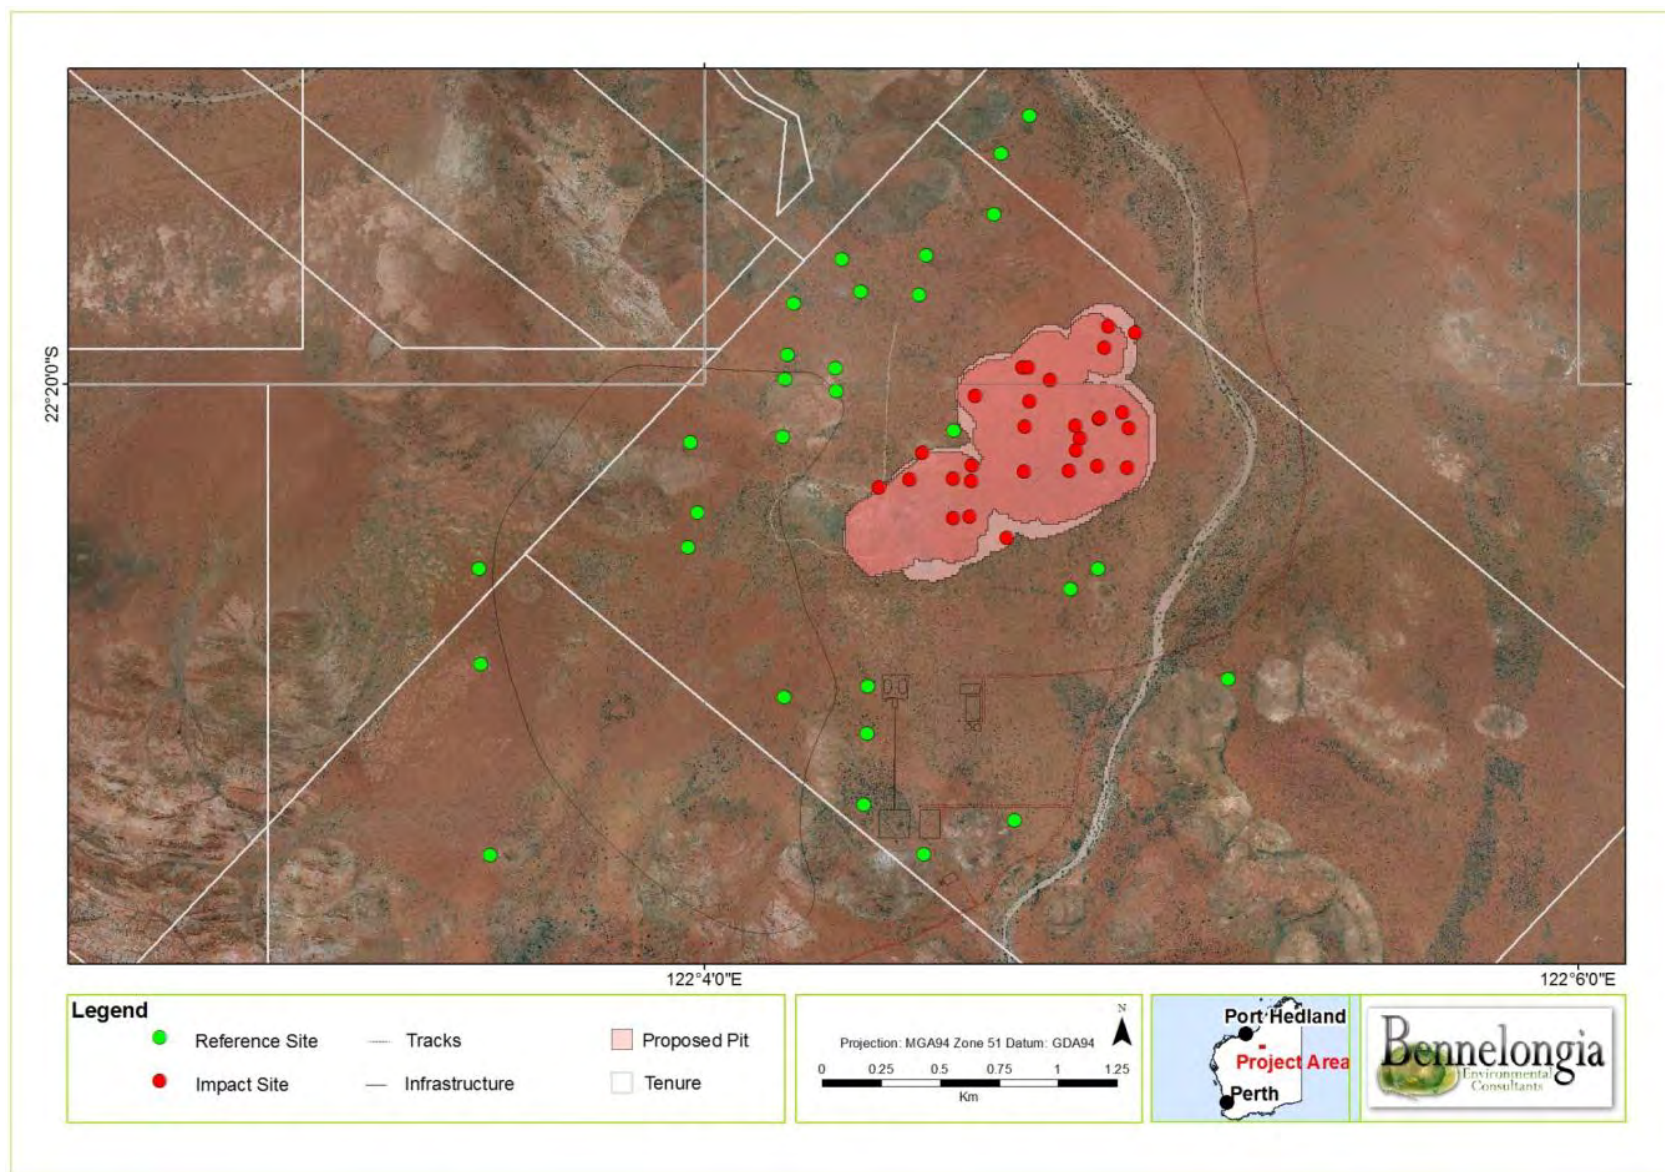 22°20'0"S
122°4'0"E
122°6'0"E
Legend
Reference Site
Tracks
Proposed Pit
Impact Site
Infrastructure
Tenure
N
Projection: MGA94 Zone 51 Datum: GDA94
0 0.25 0.5 0.75 1 1.25
Km
Port Hedland
Project Area
Perth
Bennelongia
Environmental
Consultants